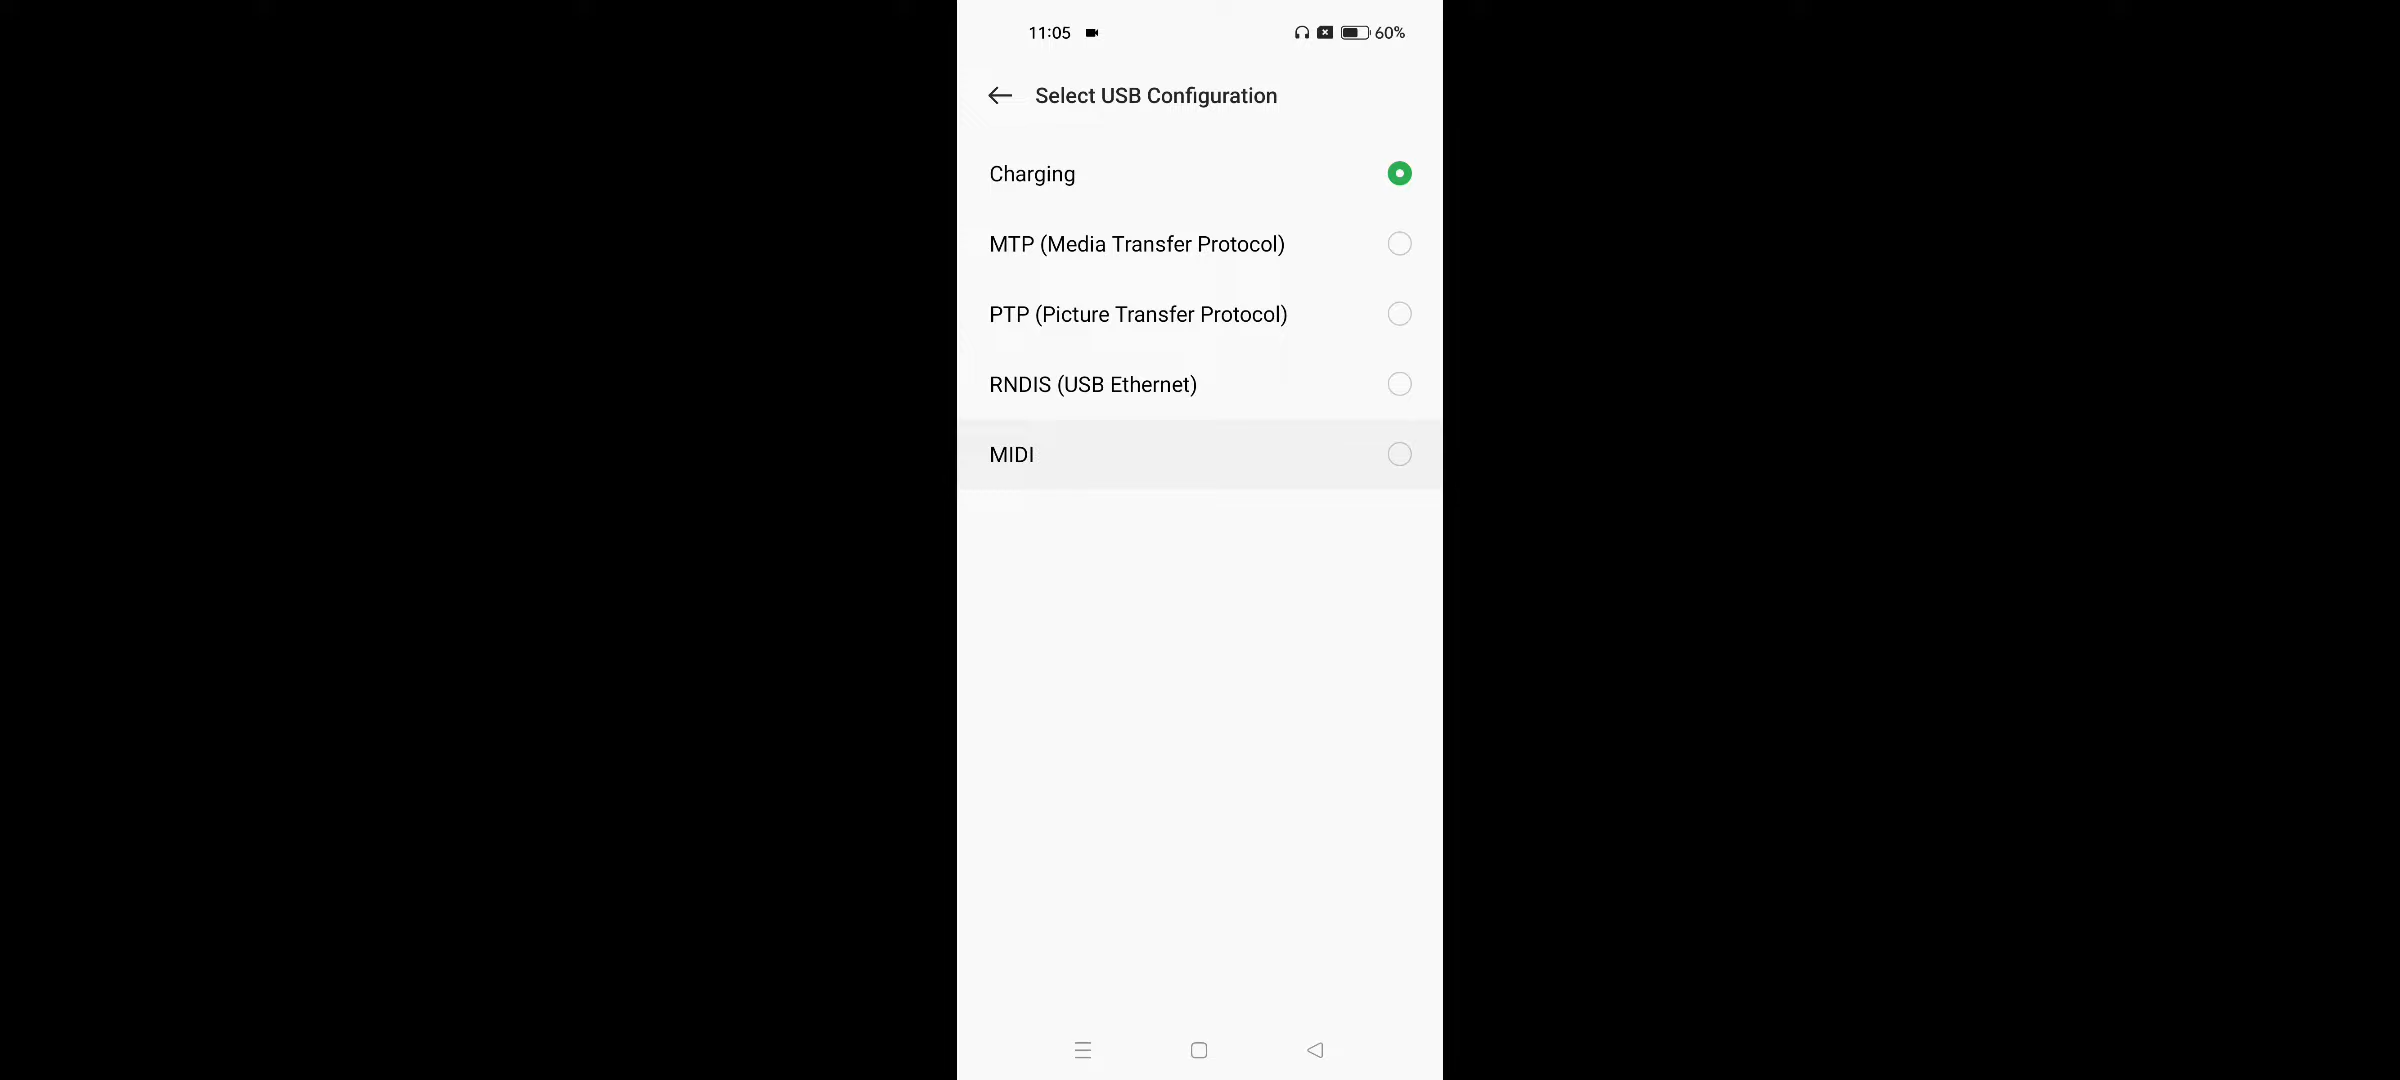 11:05 60%
Select USB Configuration
Charging
MTP (Media Transfer Protocol)
PTP (Picture Transfer Protocol)
RNDIS (USB Ethernet)
MIDI